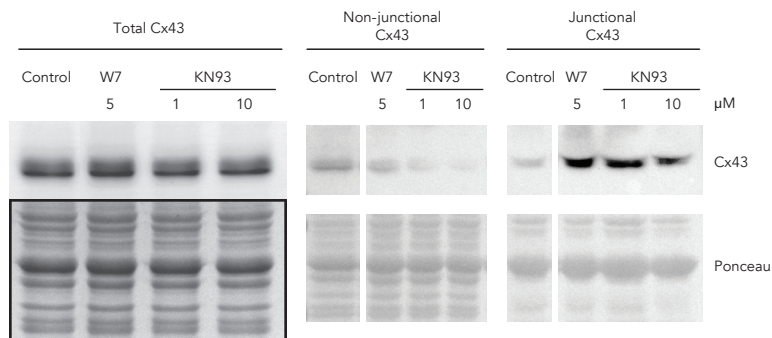 Total Cx43
Non-junctional
Cx43
Junctional
Cx43
Control W7 KN93
5 1 10
Control W7 KN93
5 1 10
Control W7 KN93
5 1 10 μM
Cx43
Ponceau